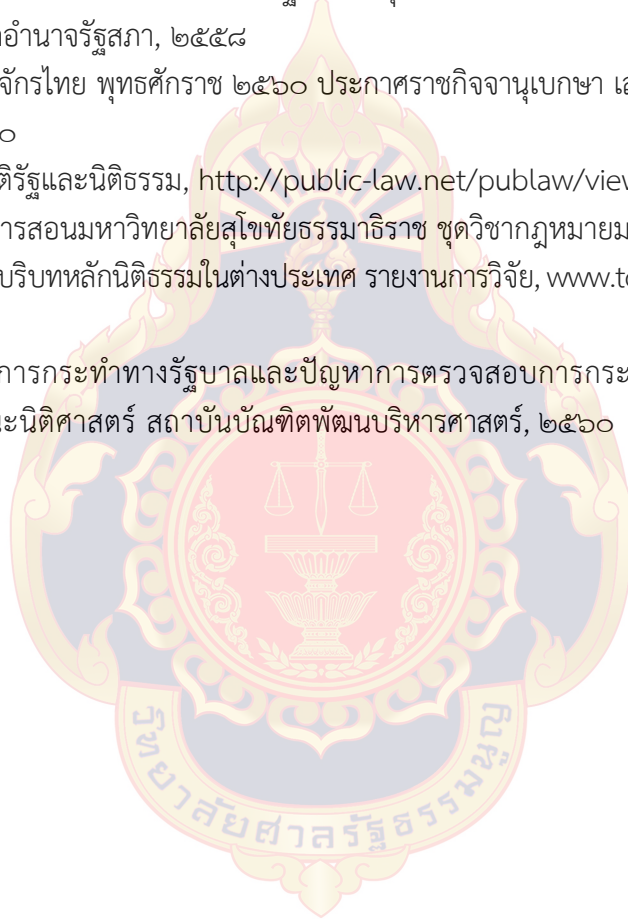 อำนาจรัฐสภา, ๒๕๕๘
จักรไทย พุทธศักราช ๒๕๖๐ ประกาศราชกิจจานุเบกษา
๐
ติรัฐและนิติธรรม, http://public-law.net/publaw/view
การสอนมหาวิทยาลัยสุโขทัยธรรมาธิราช ชุดวิชากฎหมายม
บริบทหลักนิติธรรมในต่างประเทศ รายงานการวิจัย, www.t
การกระทำทางรัฐบาลและปัญหาการตรวจสอบการกระ
ะนิติศาสตร์ สถาบันบัณฑิตพัฒนบริหารศาสตร์, ๒๕๖๐
วิทยาลัยศาลรัฐธรรมนูญ